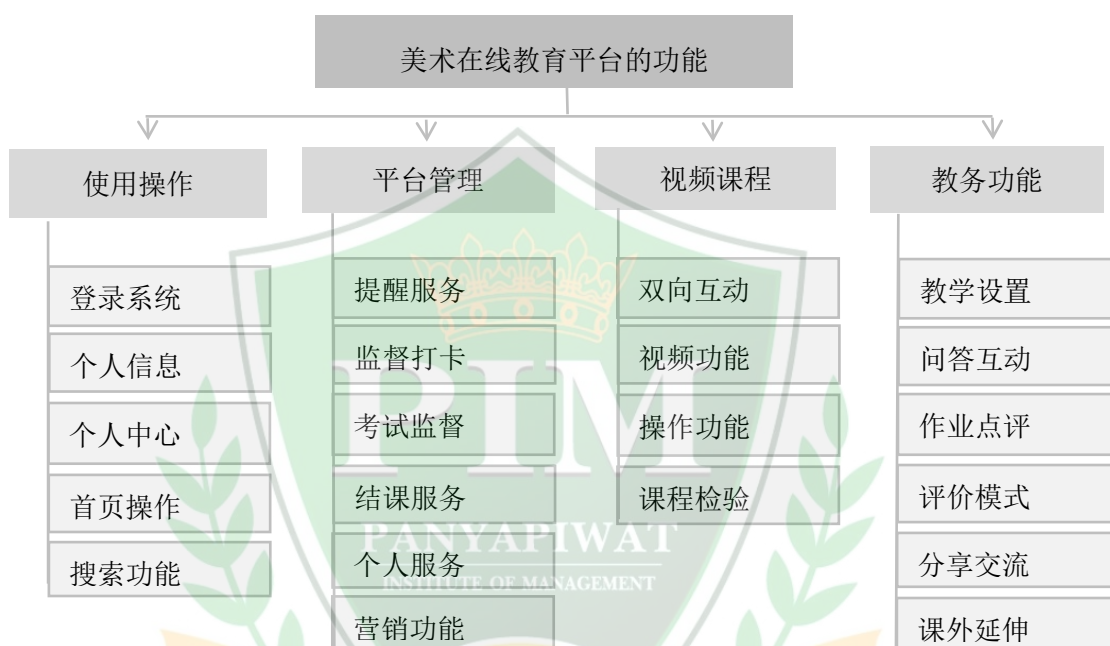 美术在线教育平台的功能
使用操作
登录系统
个人信息
个人中心
首页操作
搜索功能
平台管理
提醒服务
监督打卡
考试监督
结课服务
个人服务
营销功能
视频课程
双向互动
视频功能
操作功能
课程检验
教务功能
教学设置
问答互动
作业点评
评价模式
分享交流
课外延伸
PIM
PANYAPIWAT
INSTITUTE OF MANAGEMENT